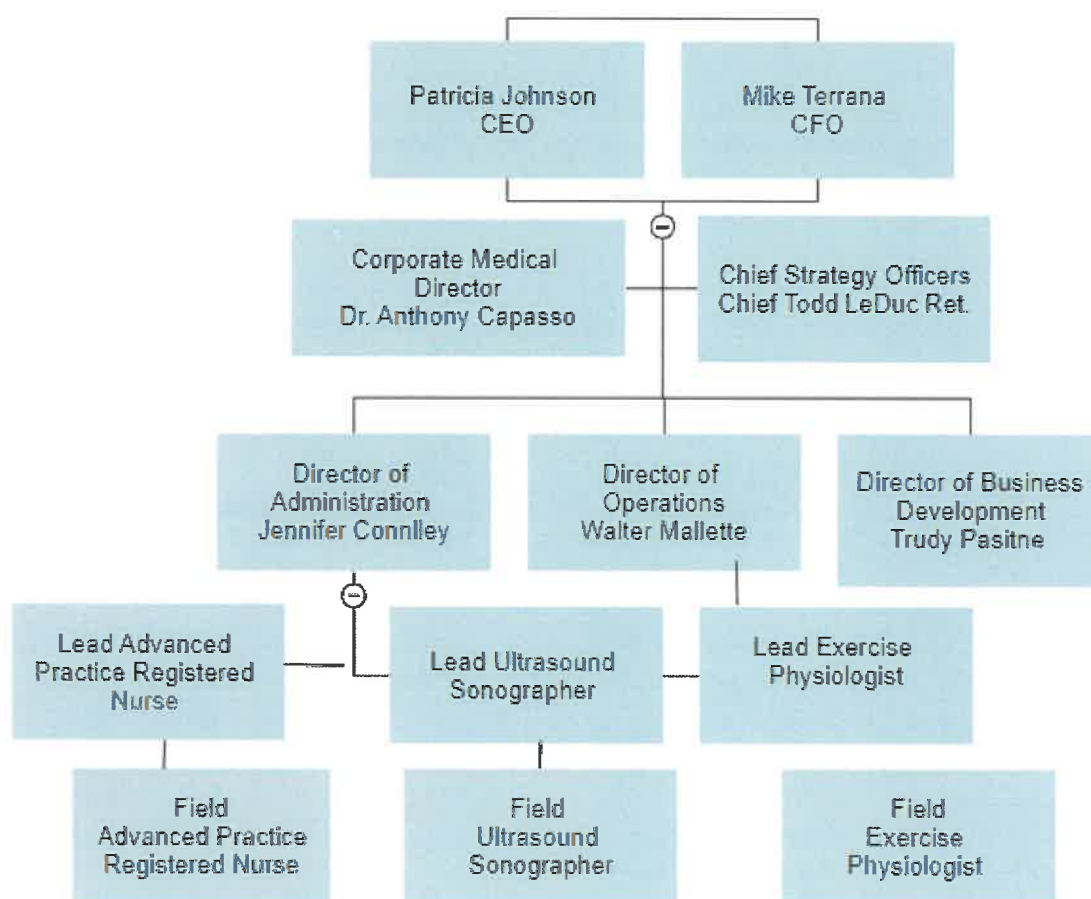 Patricia Johnson
CEO
Mike Terrana
CFO
Corporate Medical
Director
Dr. Anthony Capasso
Chief Strategy Officers
Chief Todd LeDuc Ret.
Director of
Administration
Jennifer Connlley
Director of
Operations
Walter Mallette
Director of Business
Development
Trudy Pasitne
Lead Advanced
Practice Registered
Nurse
Lead Ultrasound
Sonographer
Lead Exercise
Physiologist
Field
Advanced Practice
Registered Nurse
Field
Ultrasound
Sonographer
Field
Exercise
Physiologist